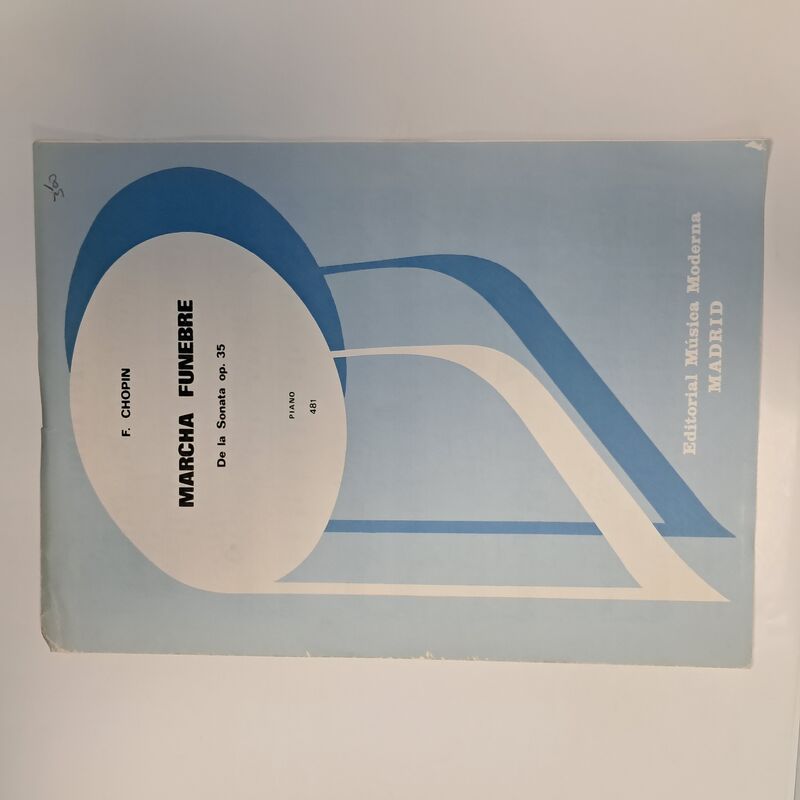 F. CHOPIN
MARCHA FUNEBRE
De la Sonata op. 35
PIANO
481
Editorial Música Moderna
MADRID